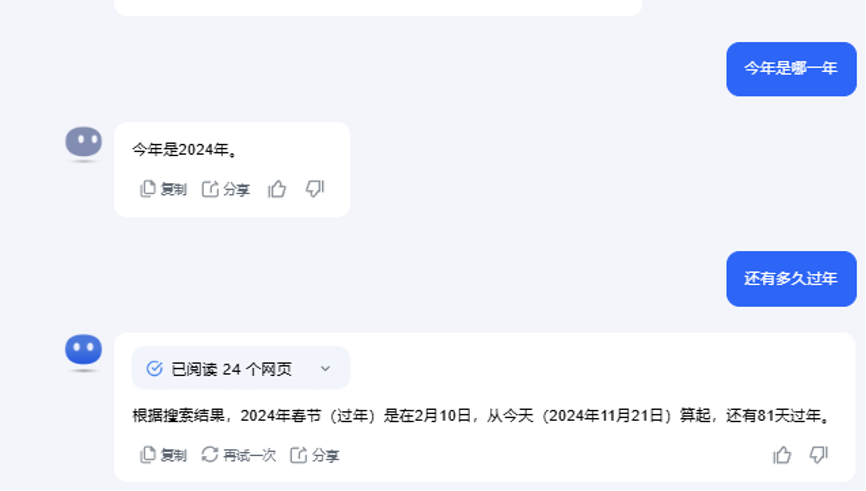 今年是哪一年
今年是2024年。
复制 分享
还有多久过年
已阅读 24 个网页
根据搜索结果，2024年春节（过年）是在2月10日，从今天（2024年11月21日）算起，还有81天过年。
复制 再试一次 分享